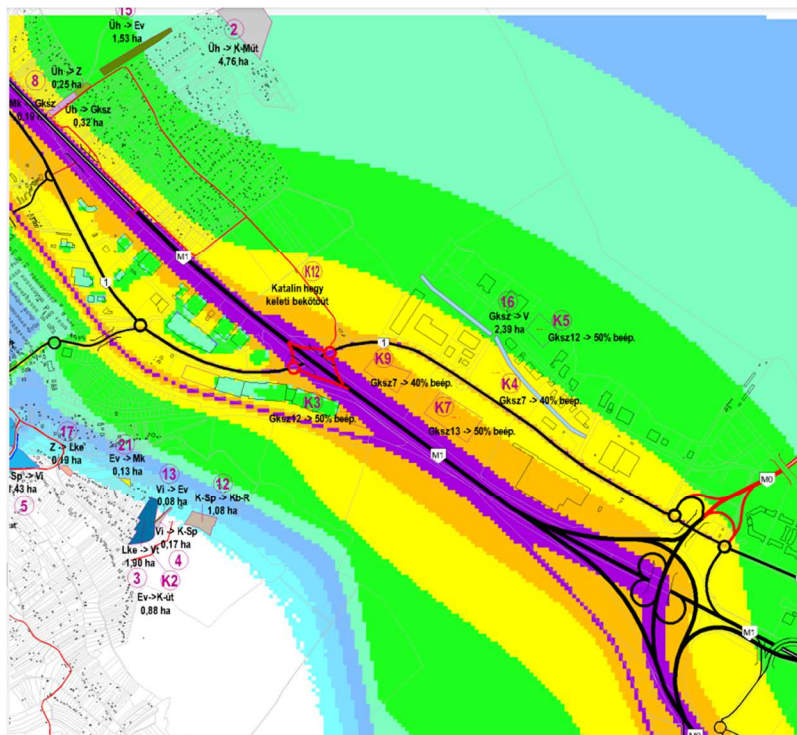 15
Üh -> Ev
1,53 ha
2
Üh -> K-Műt
4,76 ha
8
Üh -> Z
0,25 ha
Mk -> Gksz
0,19 ha
Üh -> Gksz
0,32 ha
M1
1
K12
Katalin hegy
keleti bekötőút
16
Gksz -> V
2,39 ha
K5
Gksz12 -> 50% beép.
1
K9
Gksz7 -> 40% beép.
K4
Gksz7 -> 40% beép.
K3
Gksz12 -> 50% beép.
K7
Gksz13 -> 50% beép.
M1
17
Z -> Lke
0,19 ha
21
Ev -> Mk
0,13 ha
13
Vi -> Ev
0,08 ha
12
K-Sp -> Kb-R
1,08 ha
-Sp -> Vi
1,43 ha
5
Vi -> K-Sp
0,17 ha
Lke -> Vt
1,90 ha
4
3
K2
Ev->K-út
0,88 ha
M0
M1
M0